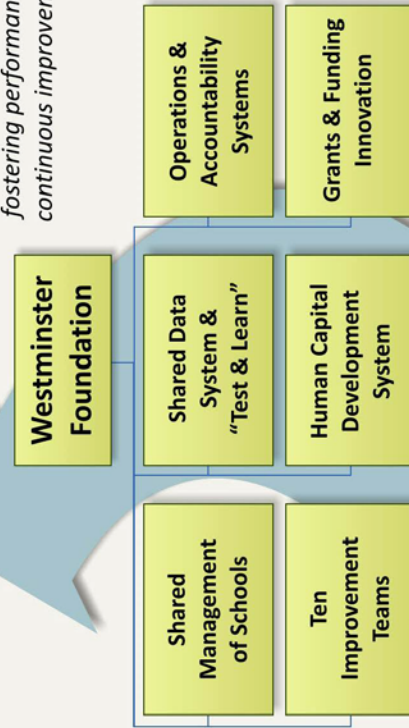 fostering performan
continuous improver
Westminster
Foundation
Shared
Management
of Schools
Shared Data
System &
“Test & Learn”
Operations &
Accountability
Systems
Ten
Improvement
Teams
Human Capital
Development
System
Grants & Funding
Innovation